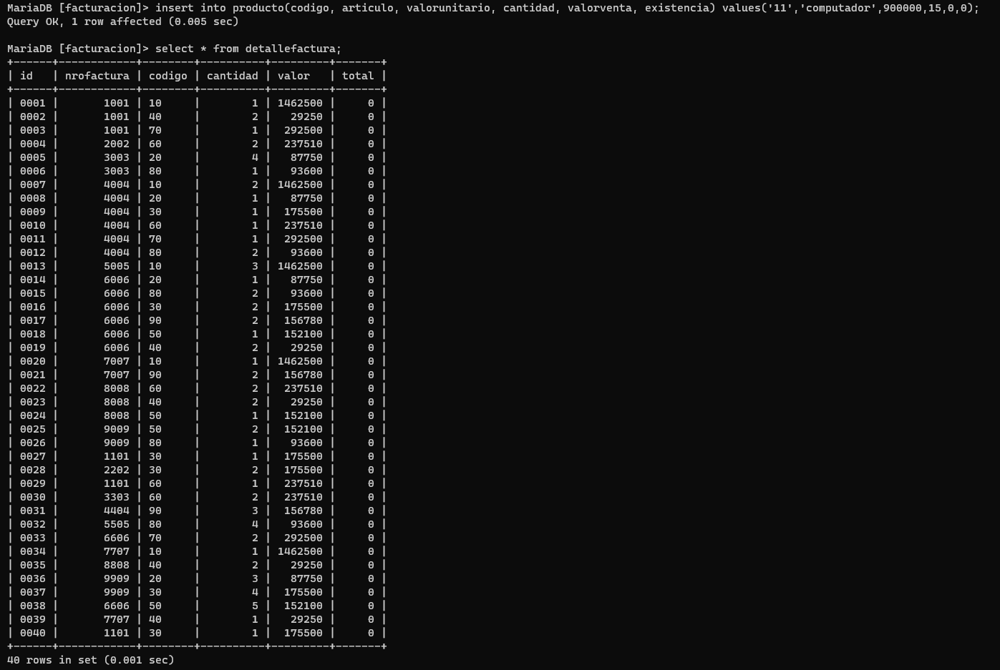 MariaDB [facturacion]> insert into producto(codigo, articulo, valorunitario, cantidad, valorventa, existencia) values('11','computador',900000,15,0,0);
Query OK, 1 row affected (0.005 sec)
MariaDB [facturacion]> select * from detallefactura;
+------+------------+--------+----------+---------+-------+
| id   | nrofactura | codigo | cantidad | valor   | total |
+------+------------+--------+----------+---------+-------+
| 0001 |       1001 | 10     |        1 | 1462500 |     0 |
| 0002 |       1001 | 40     |        2 |   29250 |     0 |
| 0003 |       1001 | 70     |        1 |  292500 |     0 |
| 0004 |       2002 | 60     |        2 |  237510 |     0 |
| 0005 |       3003 | 20     |        4 |   87750 |     0 |
| 0006 |       3003 | 80     |        1 |   93600 |     0 |
| 0007 |       4004 | 10     |        2 | 1462500 |     0 |
| 0008 |       4004 | 20     |        1 |   87750 |     0 |
| 0009 |       4004 | 30     |        1 |  175500 |     0 |
| 0010 |       4004 | 60     |        1 |  237510 |     0 |
| 0011 |       4004 | 70     |        1 |  292500 |     0 |
| 0012 |       4004 | 80     |        2 |   93600 |     0 |
| 0013 |       5005 | 10     |        3 | 1462500 |     0 |
| 0014 |       6006 | 20     |        1 |   87750 |     0 |
| 0015 |       6006 | 80     |        2 |   93600 |     0 |
| 0016 |       6006 | 30     |        2 |  175500 |     0 |
| 0017 |       6006 | 90     |        2 |  156780 |     0 |
| 0018 |       6006 | 50     |        1 |  152100 |     0 |
| 0019 |       6006 | 40     |        2 |   29250 |     0 |
| 0020 |       7007 | 10     |        1 | 1462500 |     0 |
| 0021 |       7007 | 90     |        2 |  156780 |     0 |
| 0022 |       8008 | 60     |        2 |  237510 |     0 |
| 0023 |       8008 | 40     |        2 |   29250 |     0 |
| 0024 |       8008 | 50     |        1 |  152100 |     0 |
| 0025 |       9009 | 50     |        2 |  152100 |     0 |
| 0026 |       9009 | 80     |        1 |   93600 |     0 |
| 0027 |       1101 | 30     |        1 |  175500 |     0 |
| 0028 |       2202 | 30     |        2 |  175500 |     0 |
| 0029 |       1101 | 60     |        1 |  237510 |     0 |
| 0030 |       3303 | 60     |        2 |  237510 |     0 |
| 0031 |       4404 | 90     |        3 |  156780 |     0 |
| 0032 |       5505 | 80     |        4 |   93600 |     0 |
| 0033 |       6606 | 70     |        2 |  292500 |     0 |
| 0034 |       7707 | 10     |        1 | 1462500 |     0 |
| 0035 |       8808 | 40     |        2 |   29250 |     0 |
| 0036 |       9909 | 20     |        3 |   87750 |     0 |
| 0037 |       9909 | 30     |        4 |  175500 |     0 |
| 0038 |       6606 | 50     |        5 |  152100 |     0 |
| 0039 |       7707 | 40     |        1 |   29250 |     0 |
| 0040 |       1101 | 30     |        1 |  175500 |     0 |
+------+------------+--------+----------+---------+-------+
40 rows in set (0.001 sec)